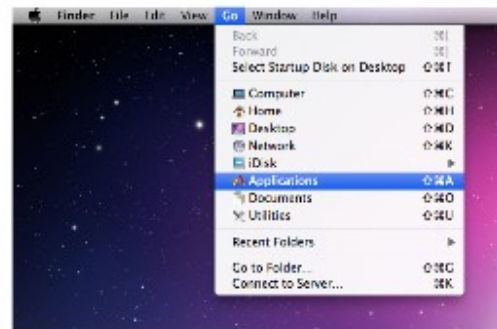 Finder File Edit View Go Window Help
Back ⌘[
Forward ⌘]
Select Startup Disk on Desktop ⇧⌘↑
Computer ⇧⌘C
Home ⇧⌘H
Desktop ⇧⌘D
Network ⇧⌘K
iDisk
Applications ⇧⌘A
Documents ⇧⌘O
Utilities ⇧⌘U
Recent Folders
Go to Folder... ⇧⌘G
Connect to Server... ⌘K